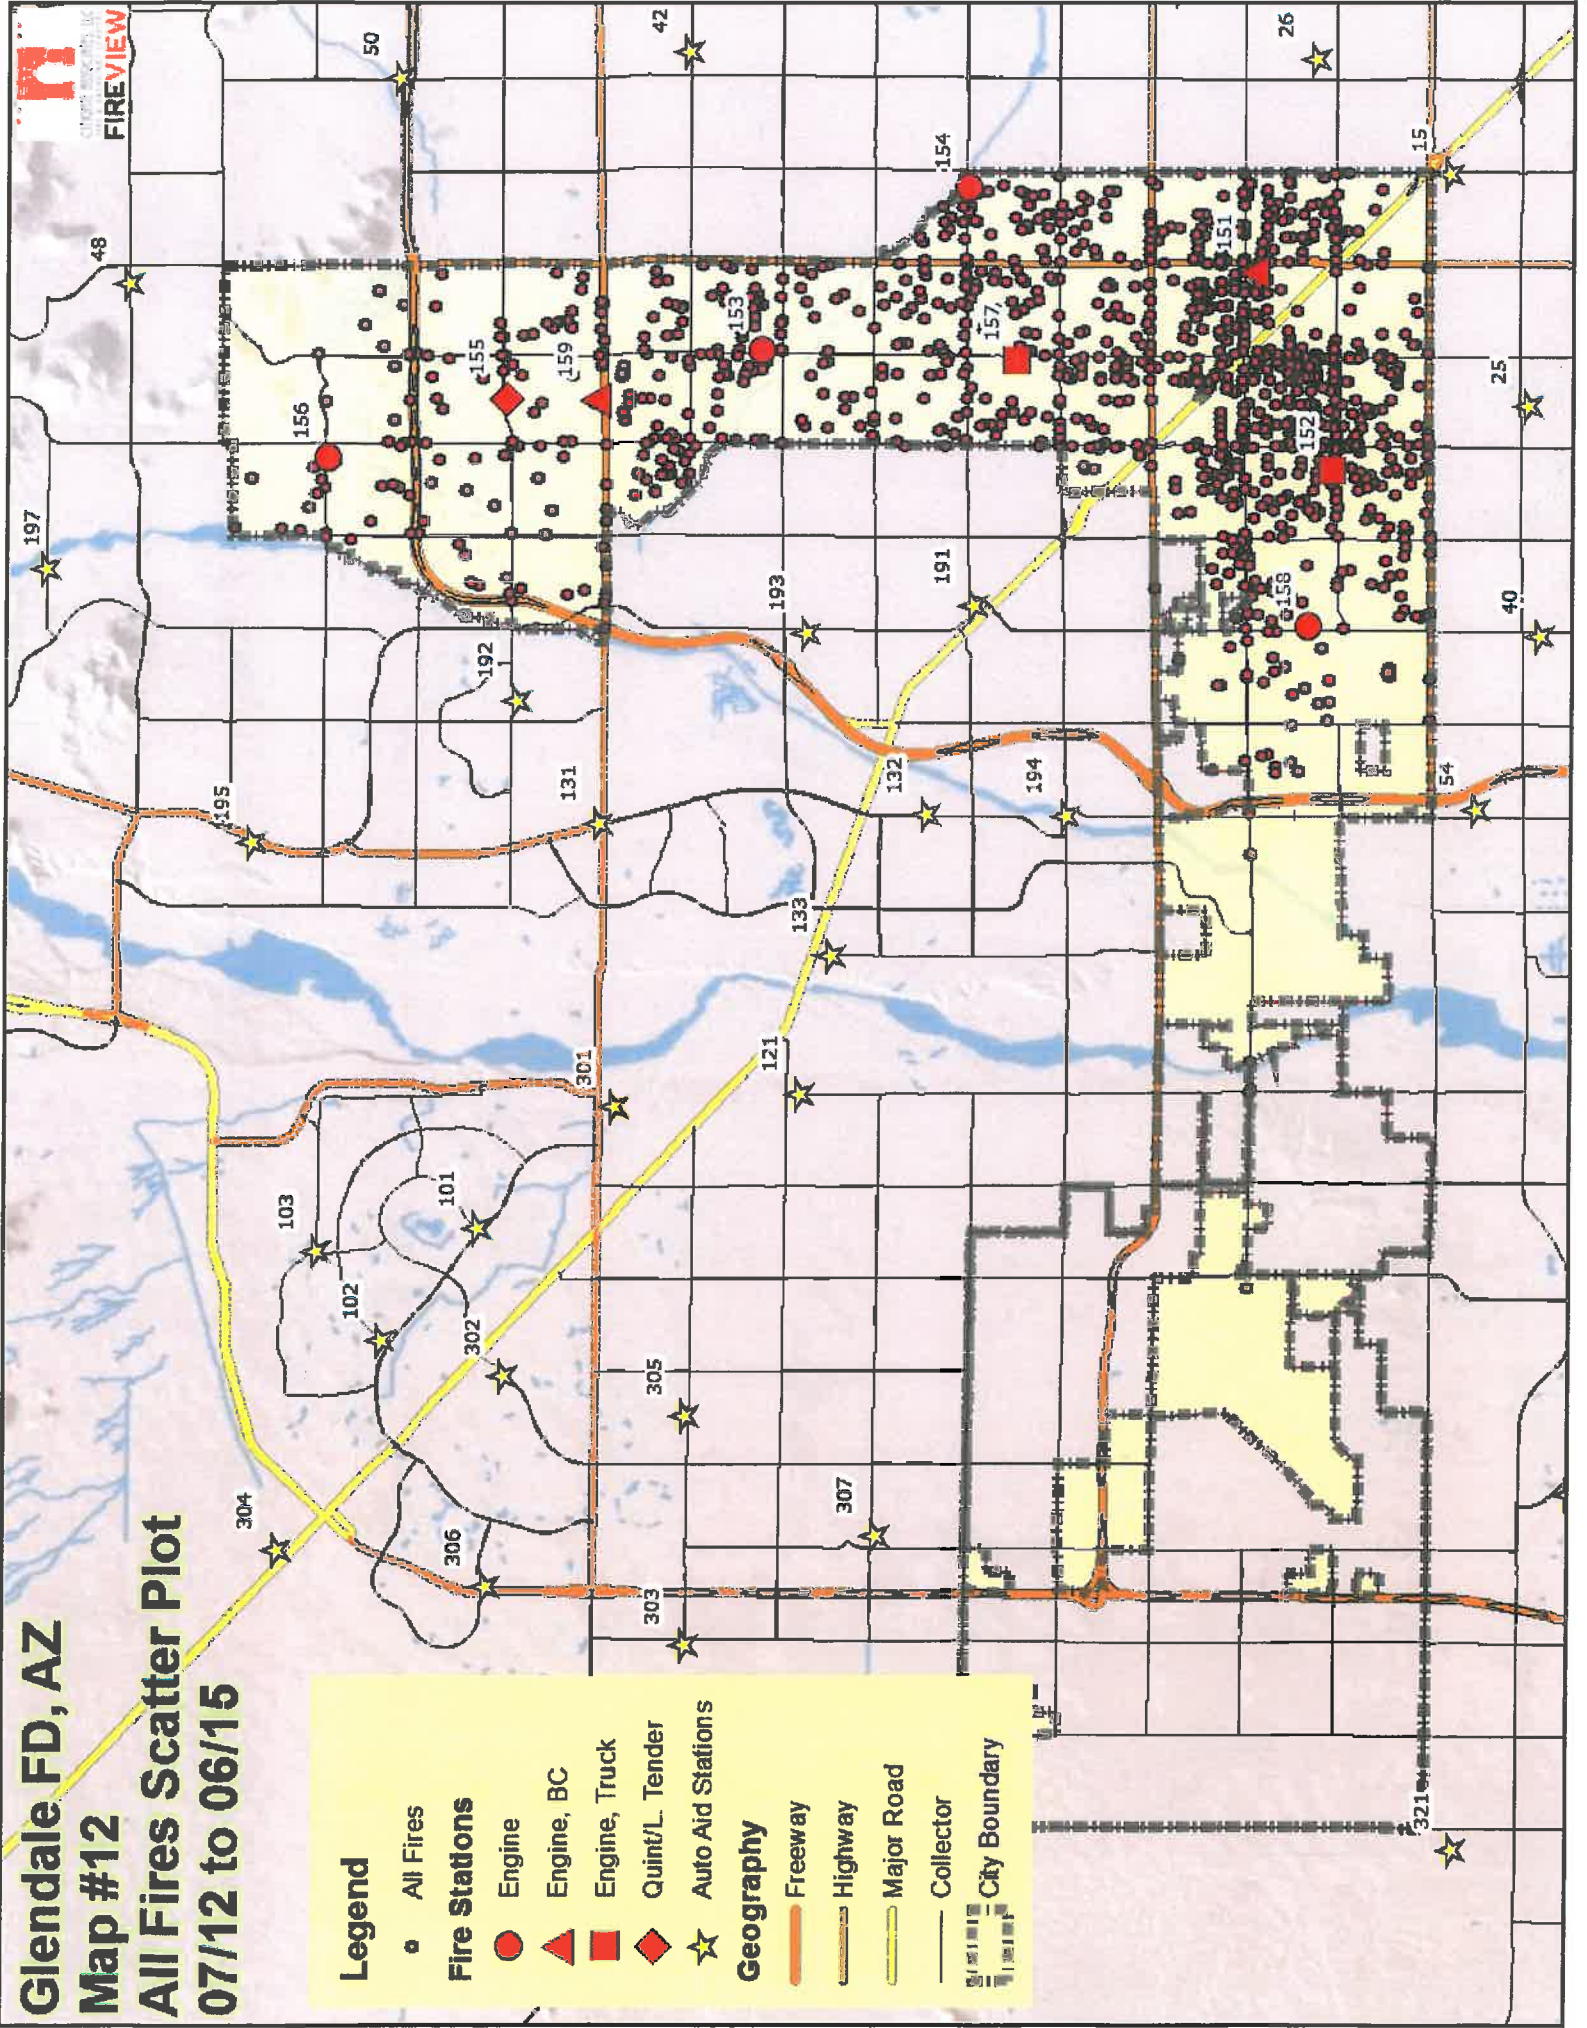 Glendale FD, AZ
Map #12
All Fires Scatter Plot
07/12 to 06/15
FIREVIEW
Legend
All Fires
Fire Stations
Engine
Engine, BC
Engine, Truck
Quint/L. Tender
Auto Aid Stations
Geography
Freeway
Highway
Major Road
Collector
City Boundary
197
48
50
42
195
156
192
155
159
304
103
102
101
302
306
301
131
305
303
153
193
121
133
132
307
191
154
157
194
151
26
158
152
15
54
321
25
40